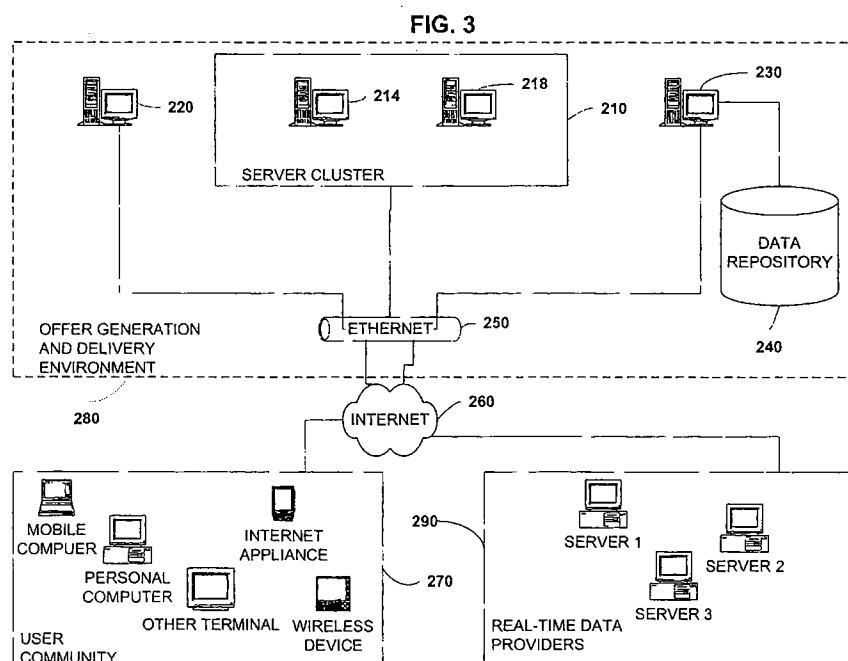 FIG. 3
220
214
218
230
210
SERVER CLUSTER
DATA
REPOSITORY
240
ETHERNET
250
OFFER GENERATION
AND DELIVERY
ENVIRONMENT
280
INTERNET
260
MOBILE
COMPUER
PERSONAL
COMPUTER
INTERNET
APPLIANCE
OTHER TERMINAL
WIRELESS
DEVICE
USER
COMMUNITY
270
290
SERVER 1
SERVER 2
SERVER 3
REAL-TIME DATA
PROVIDERS